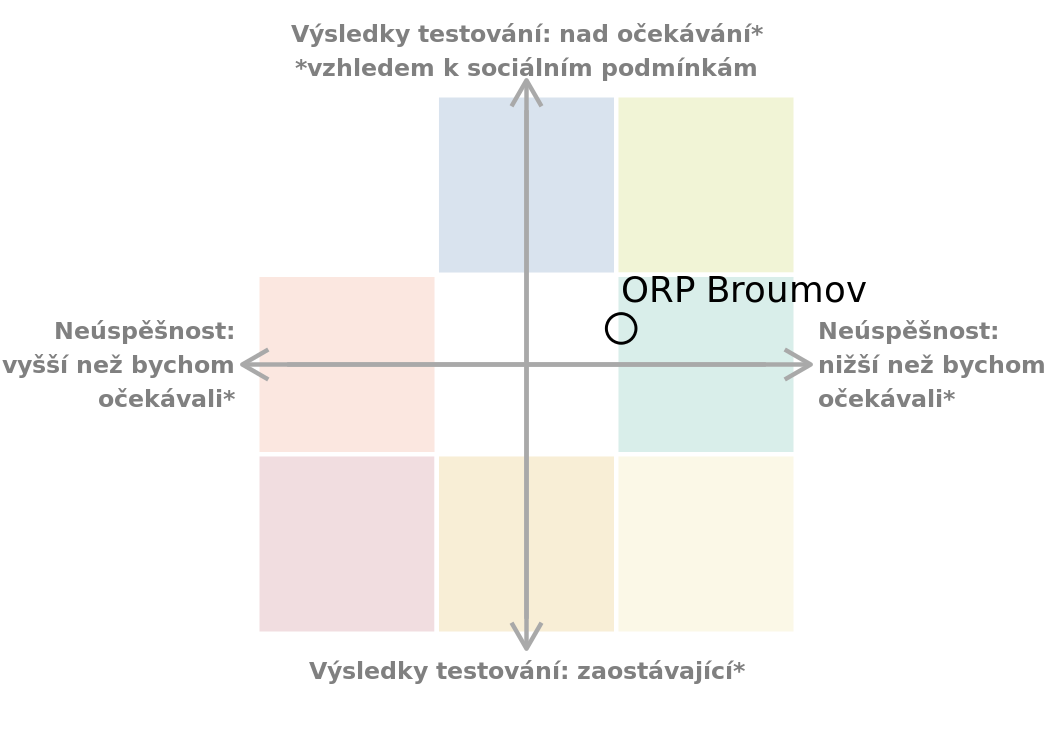 Výsledky testování: nad očekávání*
*vzhledem k sociálním podmínkám
ORP Broumov
Neúspěšnost:
vyšší než bychom
očekávali*
Neúspěšnost:
nižší než bychom
očekávali*
Výsledky testování: zaostávající*